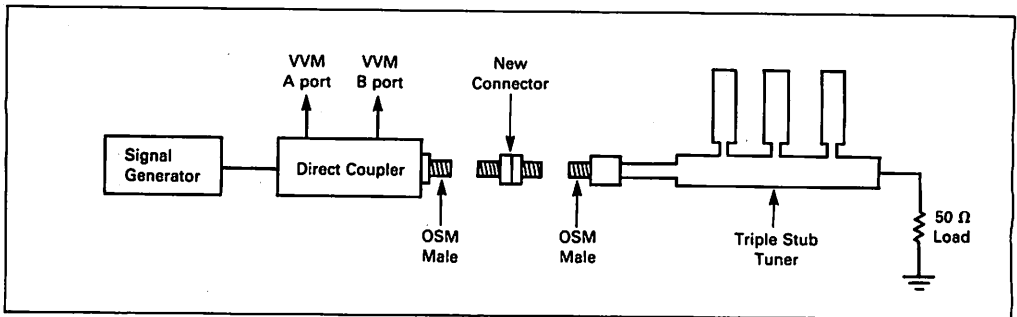 VVM
A port
VVM
B port
New
Connector
Signal
Generator
Direct Coupler
OSM
Male
OSM
Male
Triple Stub
Tuner
50 Ω
Load